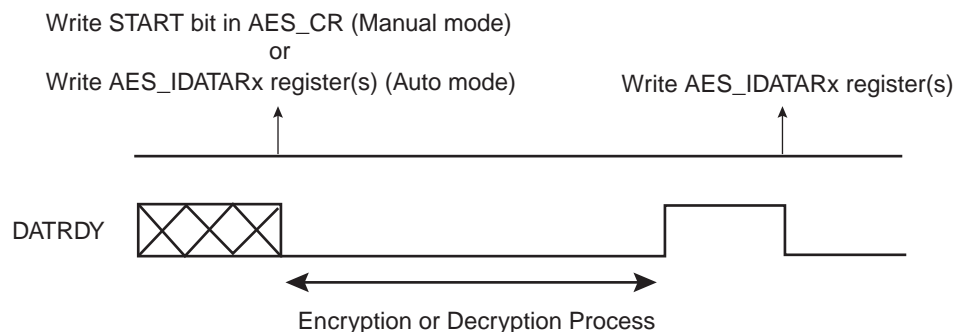 Write START bit in AES_CR (Manual mode)
or
Write AES_IDATARx register(s) (Auto mode)
Write AES_IDATARx register(s)
DATRDY
Encryption or Decryption Process